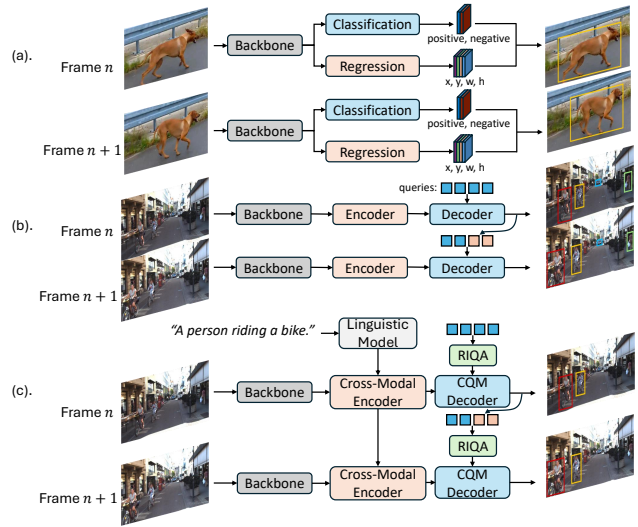 (a).
Frame n
Backbone
Classification
positive, negative
Regression
x, y, w, h
Frame n + 1
Backbone
Classification
positive, negative
Regression
x, y, w, h
(b).
queries:
Frame n
Backbone
Encoder
Decoder
Frame n + 1
Backbone
Encoder
Decoder
(c).
“A person riding a bike.”
Linguistic
Model
RIQA
Frame n
Backbone
Cross-Modal
Encoder
CQM
Decoder
RIQA
Frame n + 1
Backbone
Cross-Modal
Encoder
CQM
Decoder